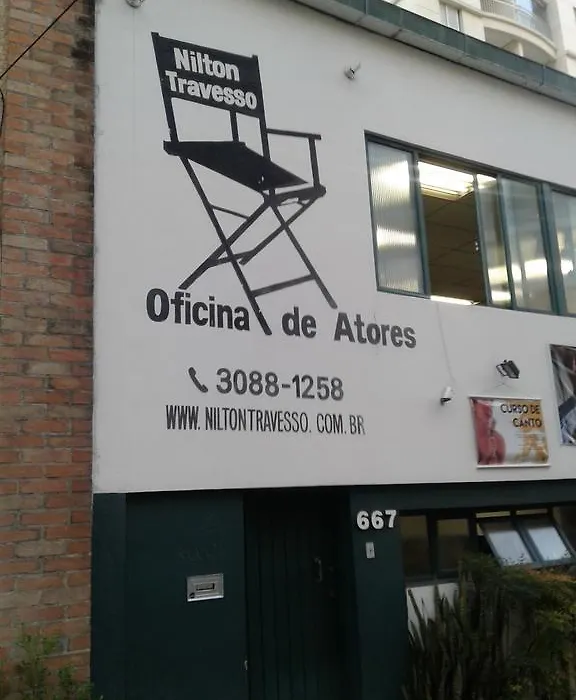 Nilton
Travesso
Oficina de Atores
3088-1258
WWW.NILTONTRAVESSO.COM.BR
CURSO DE
CANTO
667